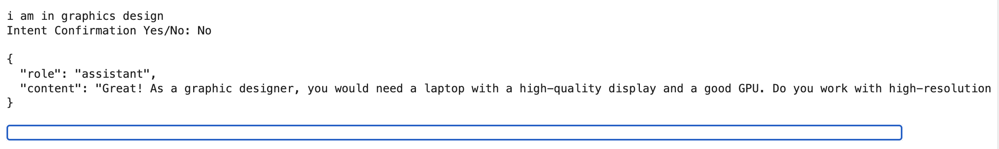 i am in graphics design
Intent Confirmation Yes/No: No
{
"role": "assistant",
"content": "Great! As a graphic designer, you would need a laptop with a high-quality display and a good GPU. Do you work with high-resolution
}